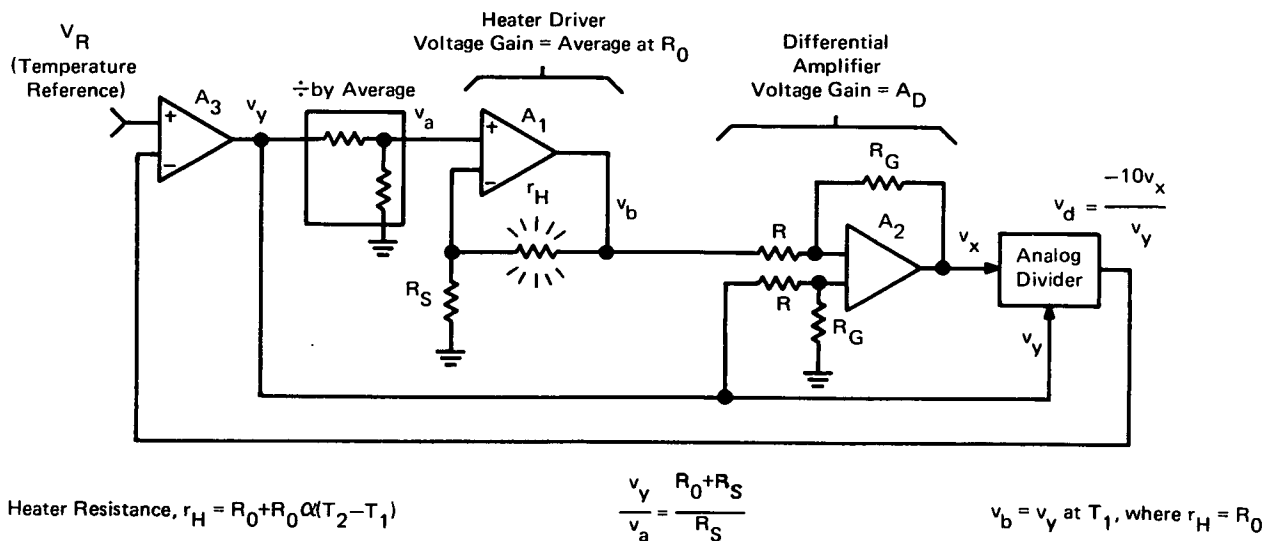 V_R
(Temperature
Reference)
A_3
+
−
v_y
÷by Average
v_a
Heater Driver
Voltage Gain = Average at R_0
A_1
+
−
r_H
v_b
R_S
Differential
Amplifier
Voltage Gain = A_D
R_G
R
A_2
R
R_G
v_x
v_d = −10v_x / v_y
Analog
Divider
v_y
Heater Resistance, r_H = R_0+R_0 α(T_2−T_1)
v_y / v_a = R_0+R_S / R_S
v_b = v_y at T_1, where r_H = R_0